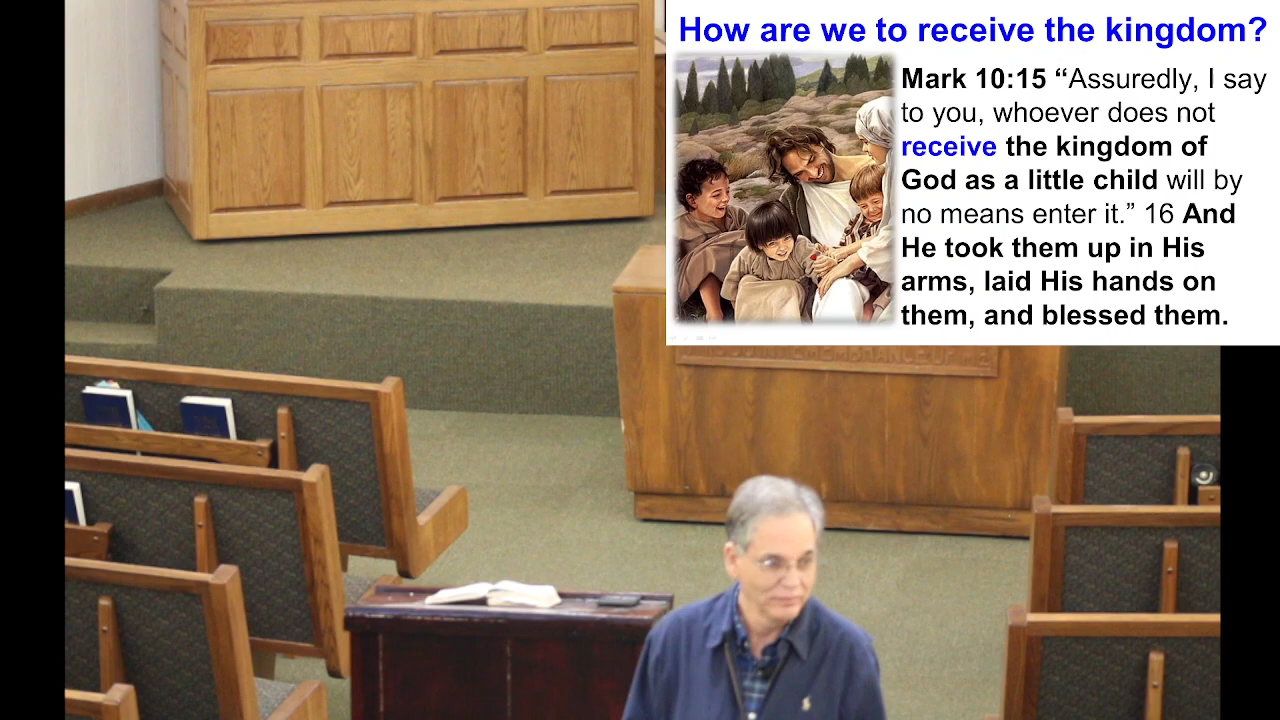 How are we to receive the kingdom?
Mark 10:15 “Assuredly, I say
to you, whoever does not
receive the kingdom of
God as a little child will by
no means enter it.” 16 And
He took them up in His
arms, laid His hands on
them, and blessed them.